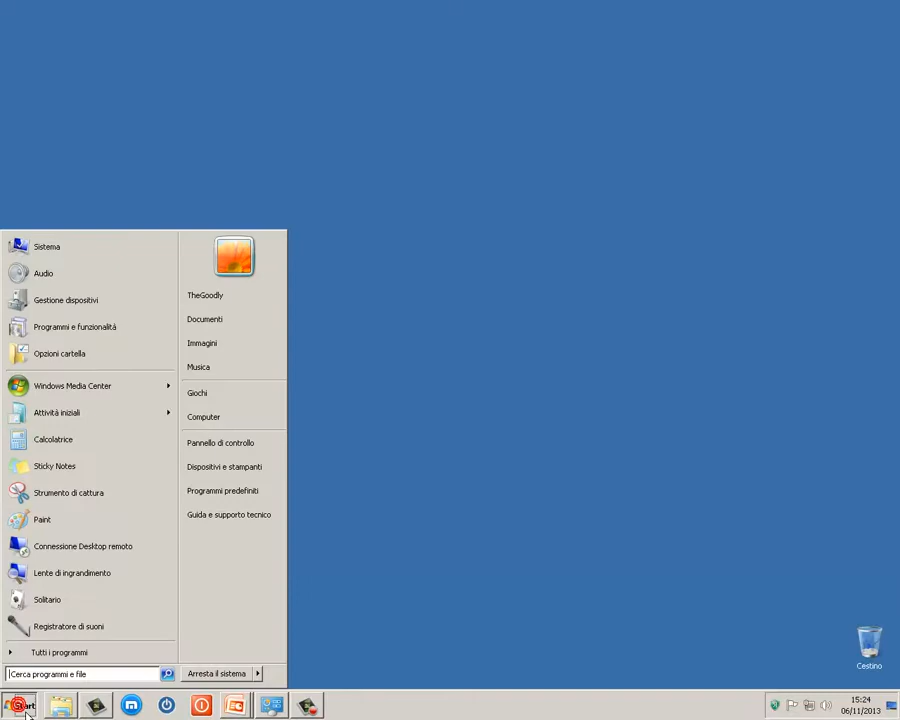 Sistema
Audio
Gestione dispositivi
Programmi e funzionalità
Opzioni cartella
Windows Media Center
Attività iniziali
Calcolatrice
Sticky Notes
Strumento di cattura
Paint
Connessione Desktop remoto
Lente di ingrandimento
Solitario
Registratore di suoni
Tutti i programmi
Cerca programmi e file
TheGoodly
Documenti
Immagini
Musica
Giochi
Computer
Pannello di controllo
Dispositivi e stampanti
Programmi predefiniti
Guida e supporto tecnico
Arresta il sistema
Cestino
Start
15:24
06/11/2013